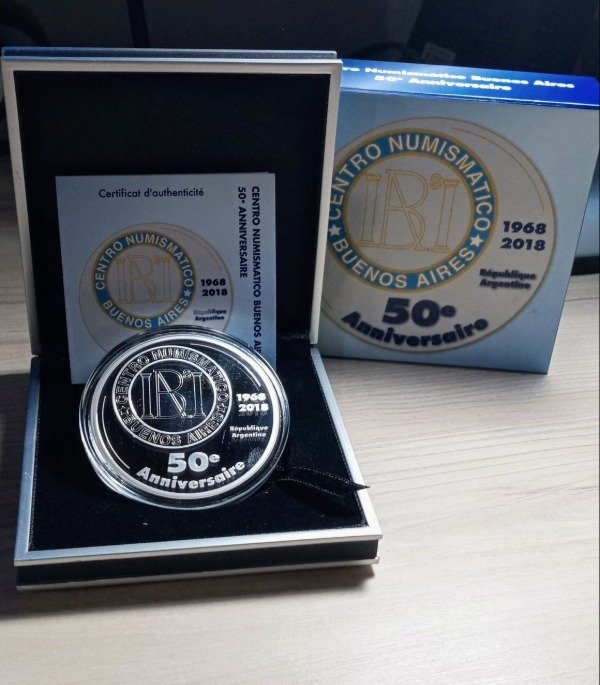 Centro Numismático Buenos Aires
50e Anniversaire
CENTRO NUMISMATICO
BUENOS AIRES
1968
2018
République
Argentine
50e
Anniversaire
Certificat d'authenticité
CENTRO NUMISMATICO BUENOS AI
50e ANNIVERSAIRE
CENTRO NUMISMATICO
BUENOS AIRES
1968
2018
République
Argentine
CENTRO NUMISMATICO
BUENOS AIRES
1968
2018
République
Argentine
50e
Anniversaire